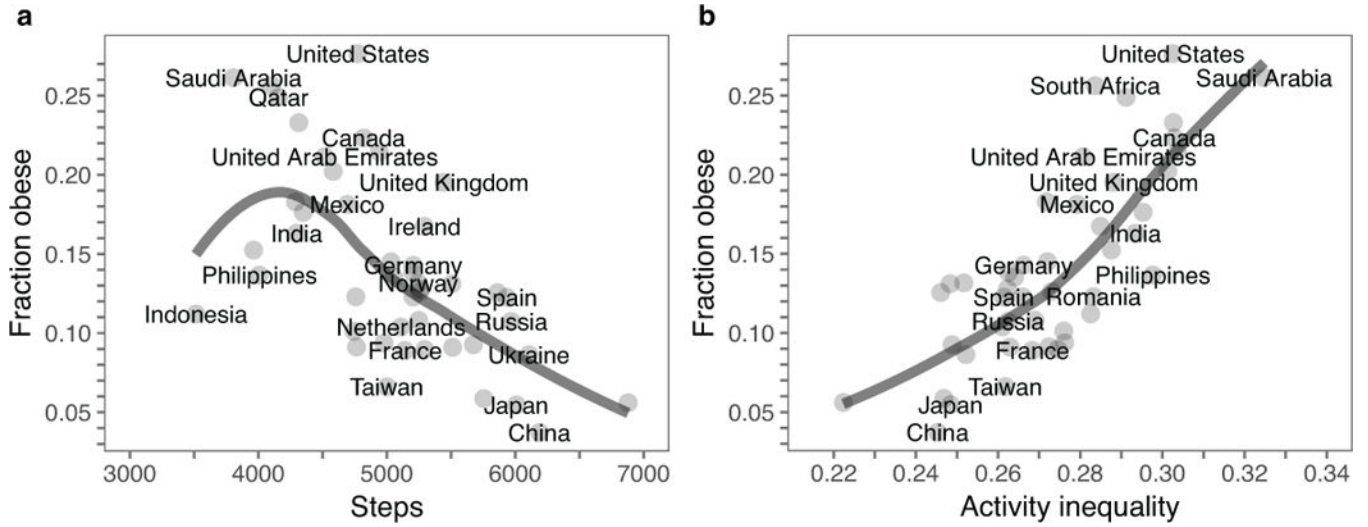 a
Fraction obese
0.25
0.20
0.15
0.10
0.05
United States
Saudi Arabia
Qatar
Canada
United Arab Emirates
United Kingdom
Mexico
Ireland
India
Germany
Philippines
Norway
Spain
Indonesia
Russia
Netherlands
France
Ukraine
Taiwan
Japan
China
3000 4000 5000 6000 7000
Steps
b
Fraction obese
0.25
0.20
0.15
0.10
0.05
United States
Saudi Arabia
South Africa
Canada
United Arab Emirates
United Kingdom
Mexico
India
Germany
Philippines
Spain
Romania
Russia
France
Taiwan
Japan
China
0.22 0.24 0.26 0.28 0.30 0.32 0.34
Activity inequality